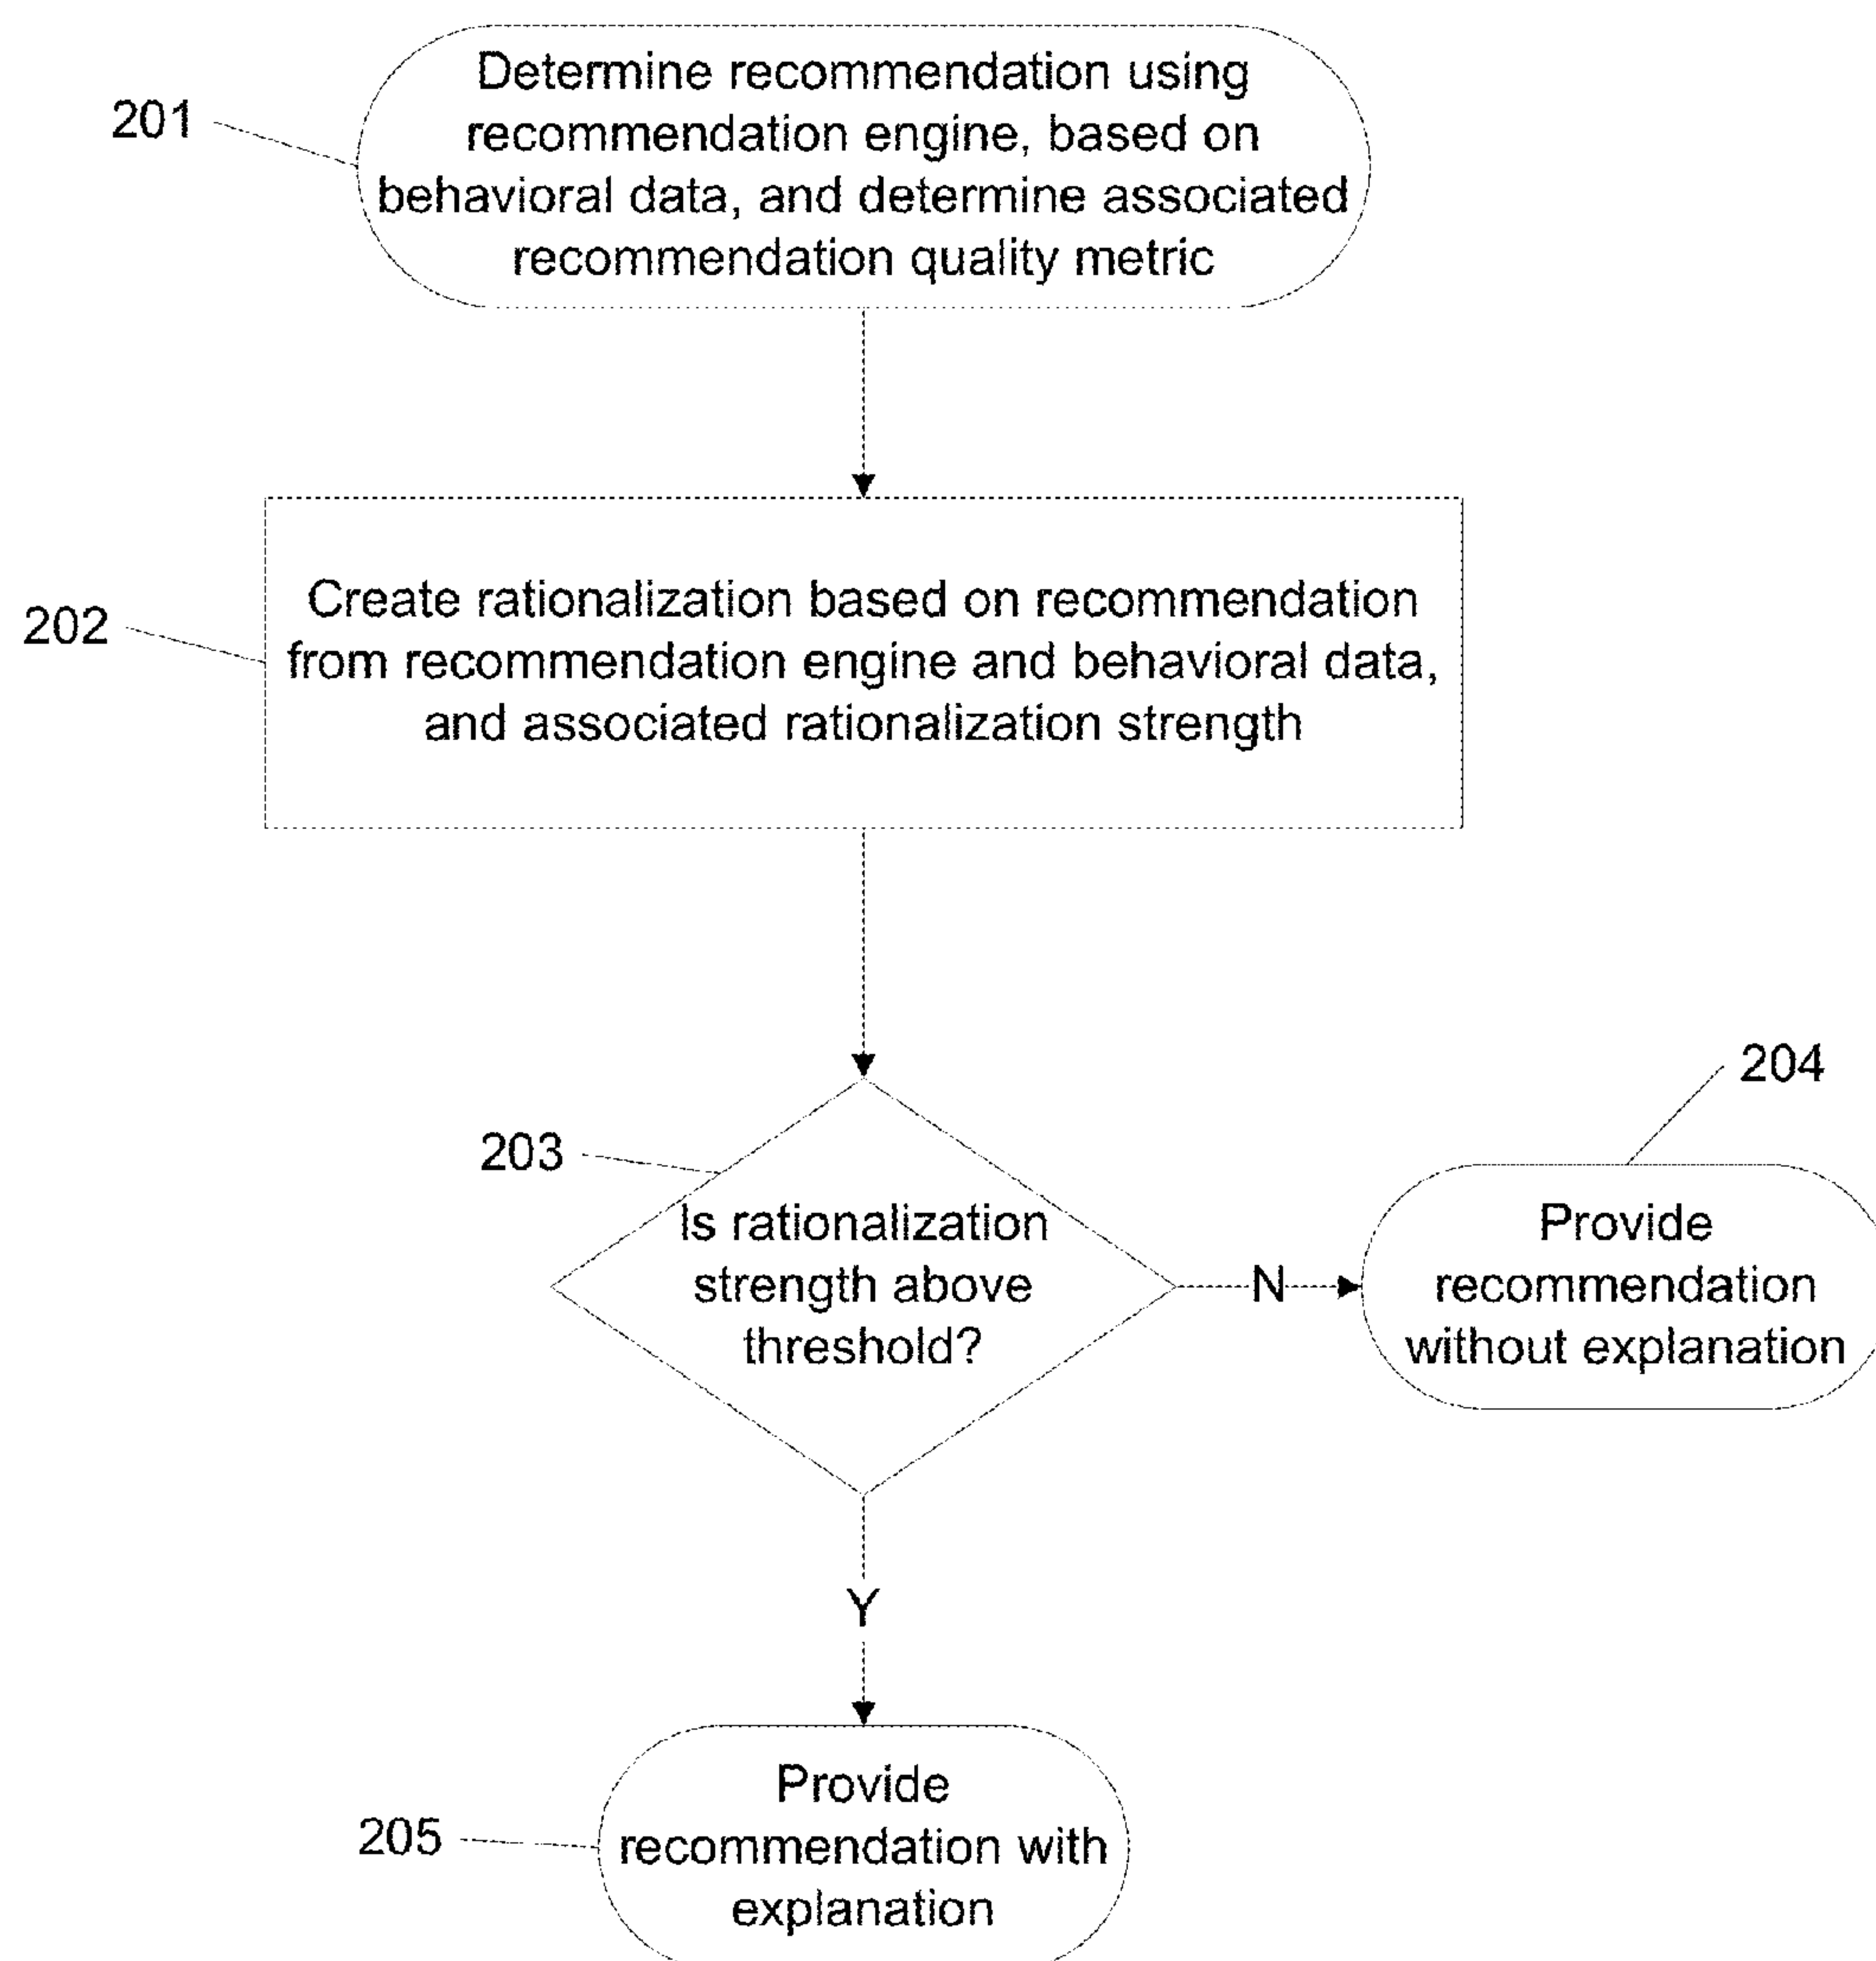 201
Determine recommendation using
recommendation engine, based on
behavioral data, and determine associated
recommendation quality metric
202
Create rationalization based on recommendation
from recommendation engine and behavioral data,
and associated rationalization strength
203
Is rationalization
strength above
threshold?
N
204
Provide
recommendation
without explanation
Y
205
Provide
recommendation with
explanation